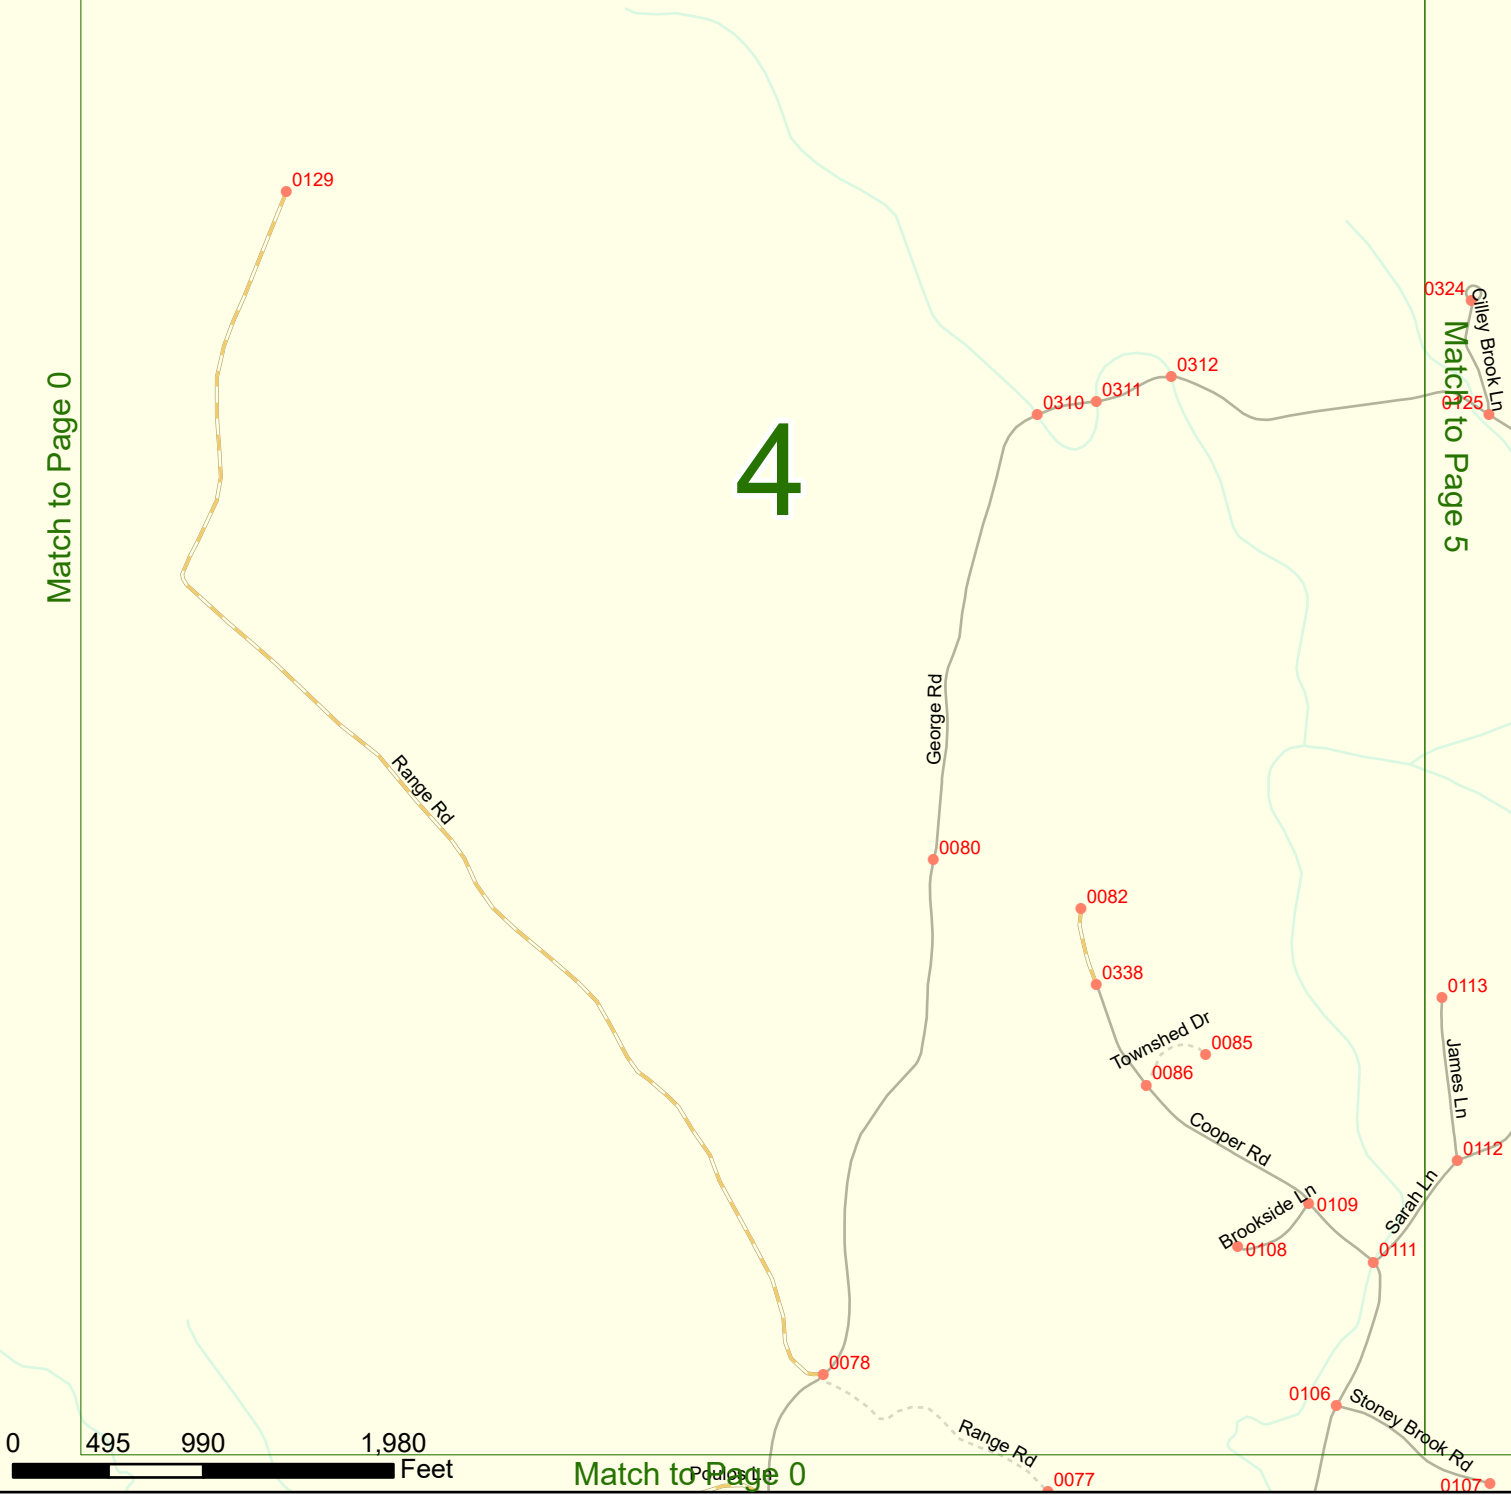 0129
0324
Gilley Brook Ln
0312
0311
0310
0125
Match to Page 0
4
Match to Page 5
George Rd
Range Rd
0080
0082
0338
0113
Townshed Dr
0085
0086
James Ln
Cooper Rd
0112
Sarah Ln
Brookside Ln
0109
0108
0111
0078
0106
Stoney Brook Rd
Range Rd
0 495 990 1,980
Feet
Poulos Ln
Match to Page 0
0077
0107